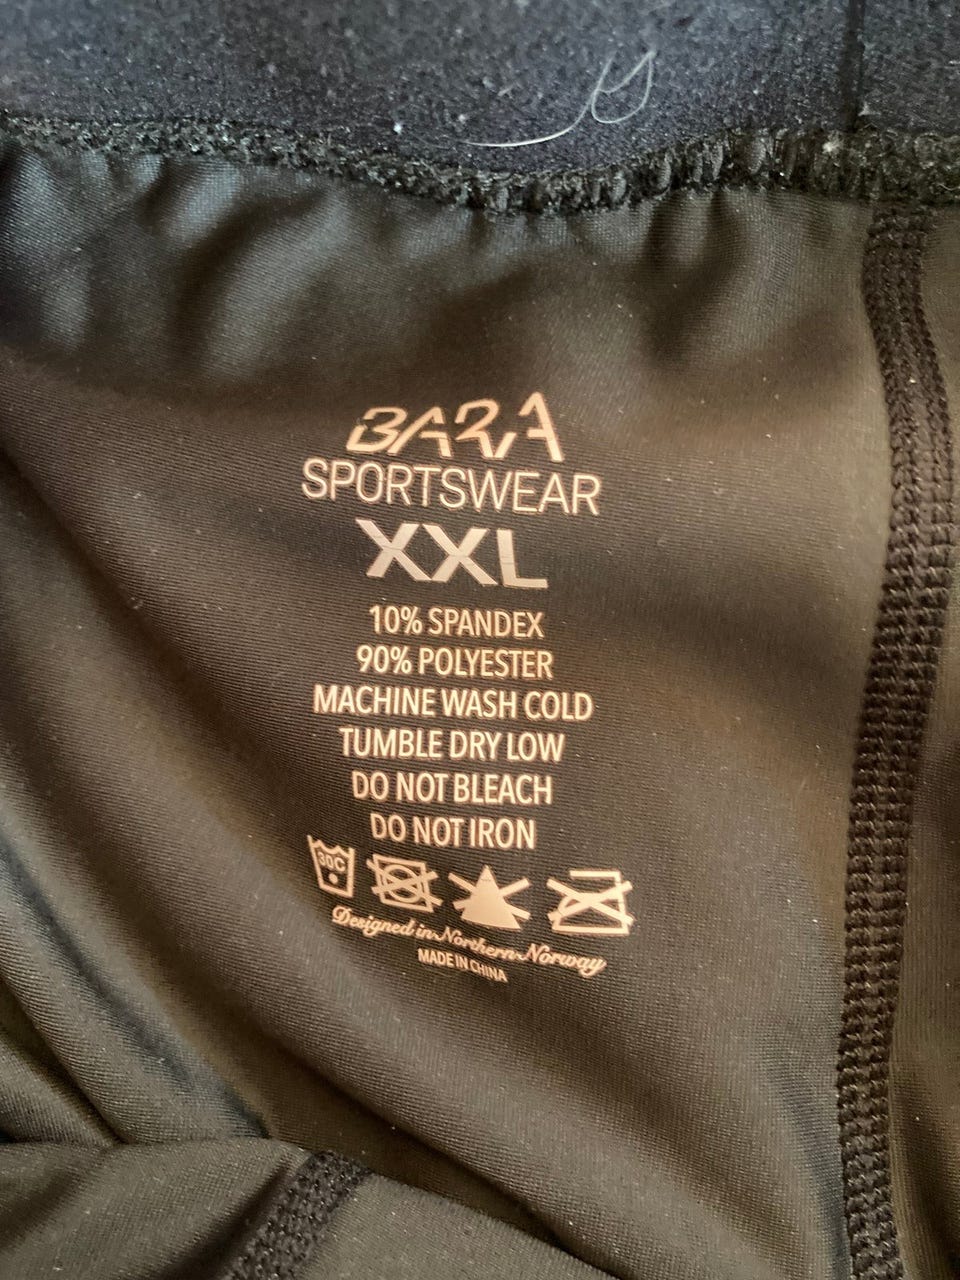 BARA
SPORTSWEAR
XXL
10% SPANDEX
90% POLYESTER
MACHINE WASH COLD
TUMBLE DRY LOW
DO NOT BLEACH
DO NOT IRON
30C
Designed in Northern Norway
MADE IN CHINA